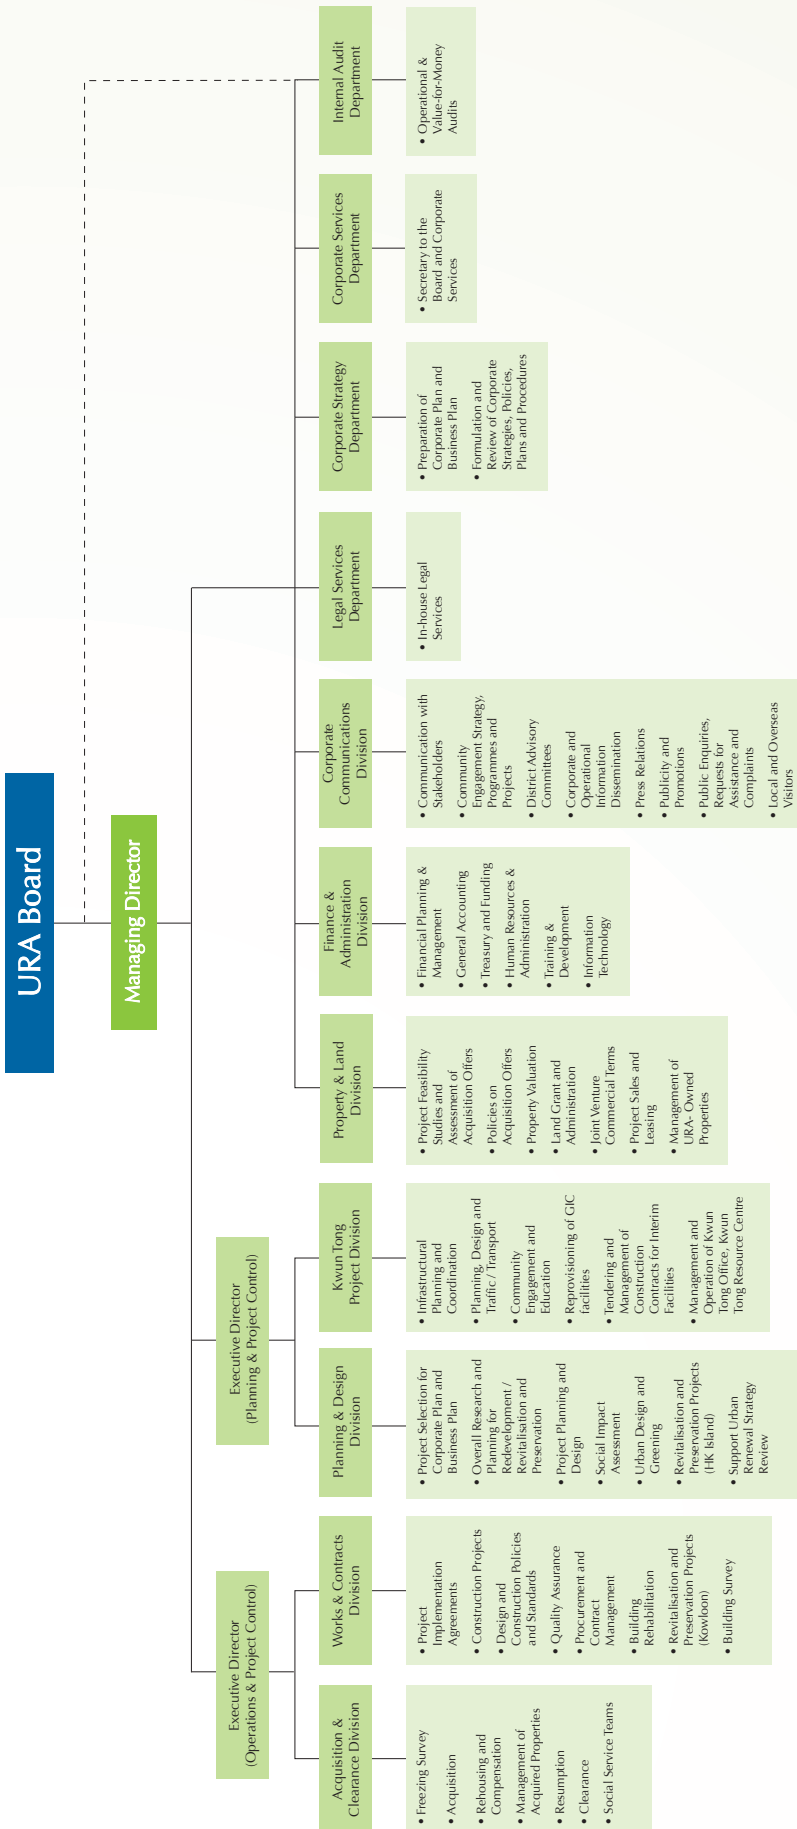 URA Board
Managing Director
Executive Director
(Operations & Project Control)
Executive Director
(Planning & Project Control)
Acquisition &
Clearance Division
• Freezing Survey
• Acquisition
• Rehousing and
Compensation
• Management of
Acquired Properties
• Resumption
• Clearance
• Social Service Teams
Works & Contracts
Division
• Project
Implementation
Agreements
• Construction Projects
• Design and
Construction Policies
and Standards
• Quality Assurance
• Procurement and
Contract
Management
• Building
Rehabilitation
• Revitalisation and
Preservation Projects
(Kowloon)
• Building Survey
Planning & Design
Division
• Project Selection for
Corporate Plan and
Business Plan
• Overall Research and
Planning for
Redevelopment /
Revitalisation and
Preservation
• Project Planning and
Design
• Social Impact
Assessment
• Urban Design and
Greening
• Revitalisation and
Preservation Projects
(HK Island)
• Support Urban
Renewal Strategy
Review
Kwun Tong
Project Division
• Infrastructural
Planning and
Coordination
• Planning, Design and
Traffic / Transport
• Community
Engagement and
Education
• Reprovisioning of GIC
facilities
• Tendering and
Management of
Construction
Contracts for Interim
Facilities
• Management and
Operation of Kwun
Tong Office, Kwun
Tong Resource Centre
Property & Land
Division
• Project Feasibility
Studies and
Assessment of
Acquisition Offers
• Policies on
Acquisition Offers
• Property Valuation
• Land Grant and
Administration
• Joint Venture
Commercial Terms
• Project Sales and
Leasing
• Management of
URA- Owned
Properties
Finance &
Administration
Division
• Financial Planning &
Management
• General Accounting
• Treasury and Funding
• Human Resources &
Administration
• Training &
Development
• Information
Technology
Corporate
Communications
Division
• Communication with
Stakeholders
• Community
Engagement Strategy,
Programmes and
Projects
• District Advisory
Committees
• Corporate and
Operational
Information
Dissemination
• Press Relations
• Publicity and
Promotions
• Public Enquiries,
Requests for
Assistance and
Complaints
• Local and Overseas
Visitors
Legal Services
Department
• In-house Legal
Services
Corporate Strategy
Department
• Preparation of
Corporate Plan and
Business Plan
• Formulation and
Review of Corporate
Strategies, Policies,
Plans and Procedures
Corporate Services
Department
• Secretary to the
Board and Corporate
Services
Internal Audit
Department
• Operational &
Value-for-Money
Audits